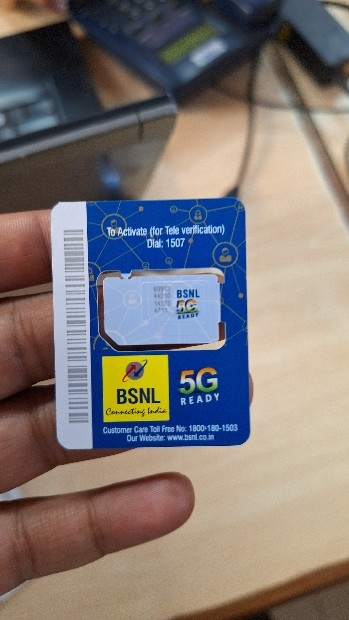 To Activate (for Tele verification)
Dial: 1507
BSNL
5G
READY
BSNL
Connecting India
5G
READY
Customer Care Toll Free No: 1800-180-1503
Our Website: www.bsnl.co.in